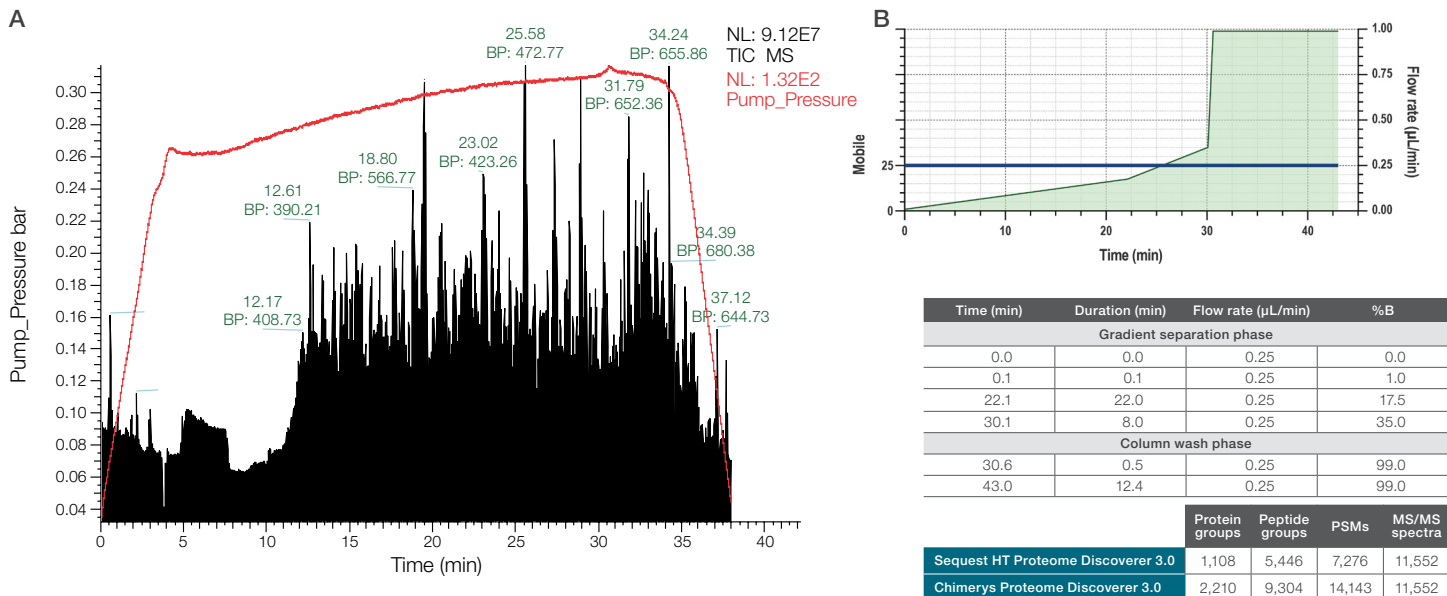 A
NL: 9.12E7
TIC MS
NL: 1.32E2
Pump_Pressure
25.58
BP: 472.77
34.24
BP: 655.86
31.79
BP: 652.36
23.02
BP: 423.26
18.80
BP: 566.77
12.61
BP: 390.21
34.39
BP: 680.38
12.17
BP: 408.73
37.12
BP: 644.73
Pump_Pressure bar
0.30
0.28
0.26
0.24
0.22
0.20
0.18
0.16
0.14
0.12
0.10
0.08
0.06
0.04
0 5 10 15 20 25 30 35 40
Time (min)
B
Mobile
25
0
1.00
0.75
0.50
0.25
0.00
Flow rate (µL/min)
0 10 20 30 40
Time (min)
Time (min) Duration (min) Flow rate (µL/min) %B
Gradient separation phase
0.0 0.0 0.25 0.0
0.1 0.1 0.25 1.0
22.1 22.0 0.25 17.5
30.1 8.0 0.25 35.0
Column wash phase
30.6 0.5 0.25 99.0
43.0 12.4 0.25 99.0
Protein groups Peptide groups PSMs MS/MS spectra
Sequest HT Proteome Discoverer 3.0 1,108 5,446 7,276 11,552
Chimerys Proteome Discoverer 3.0 2,210 9,304 14,143 11,552